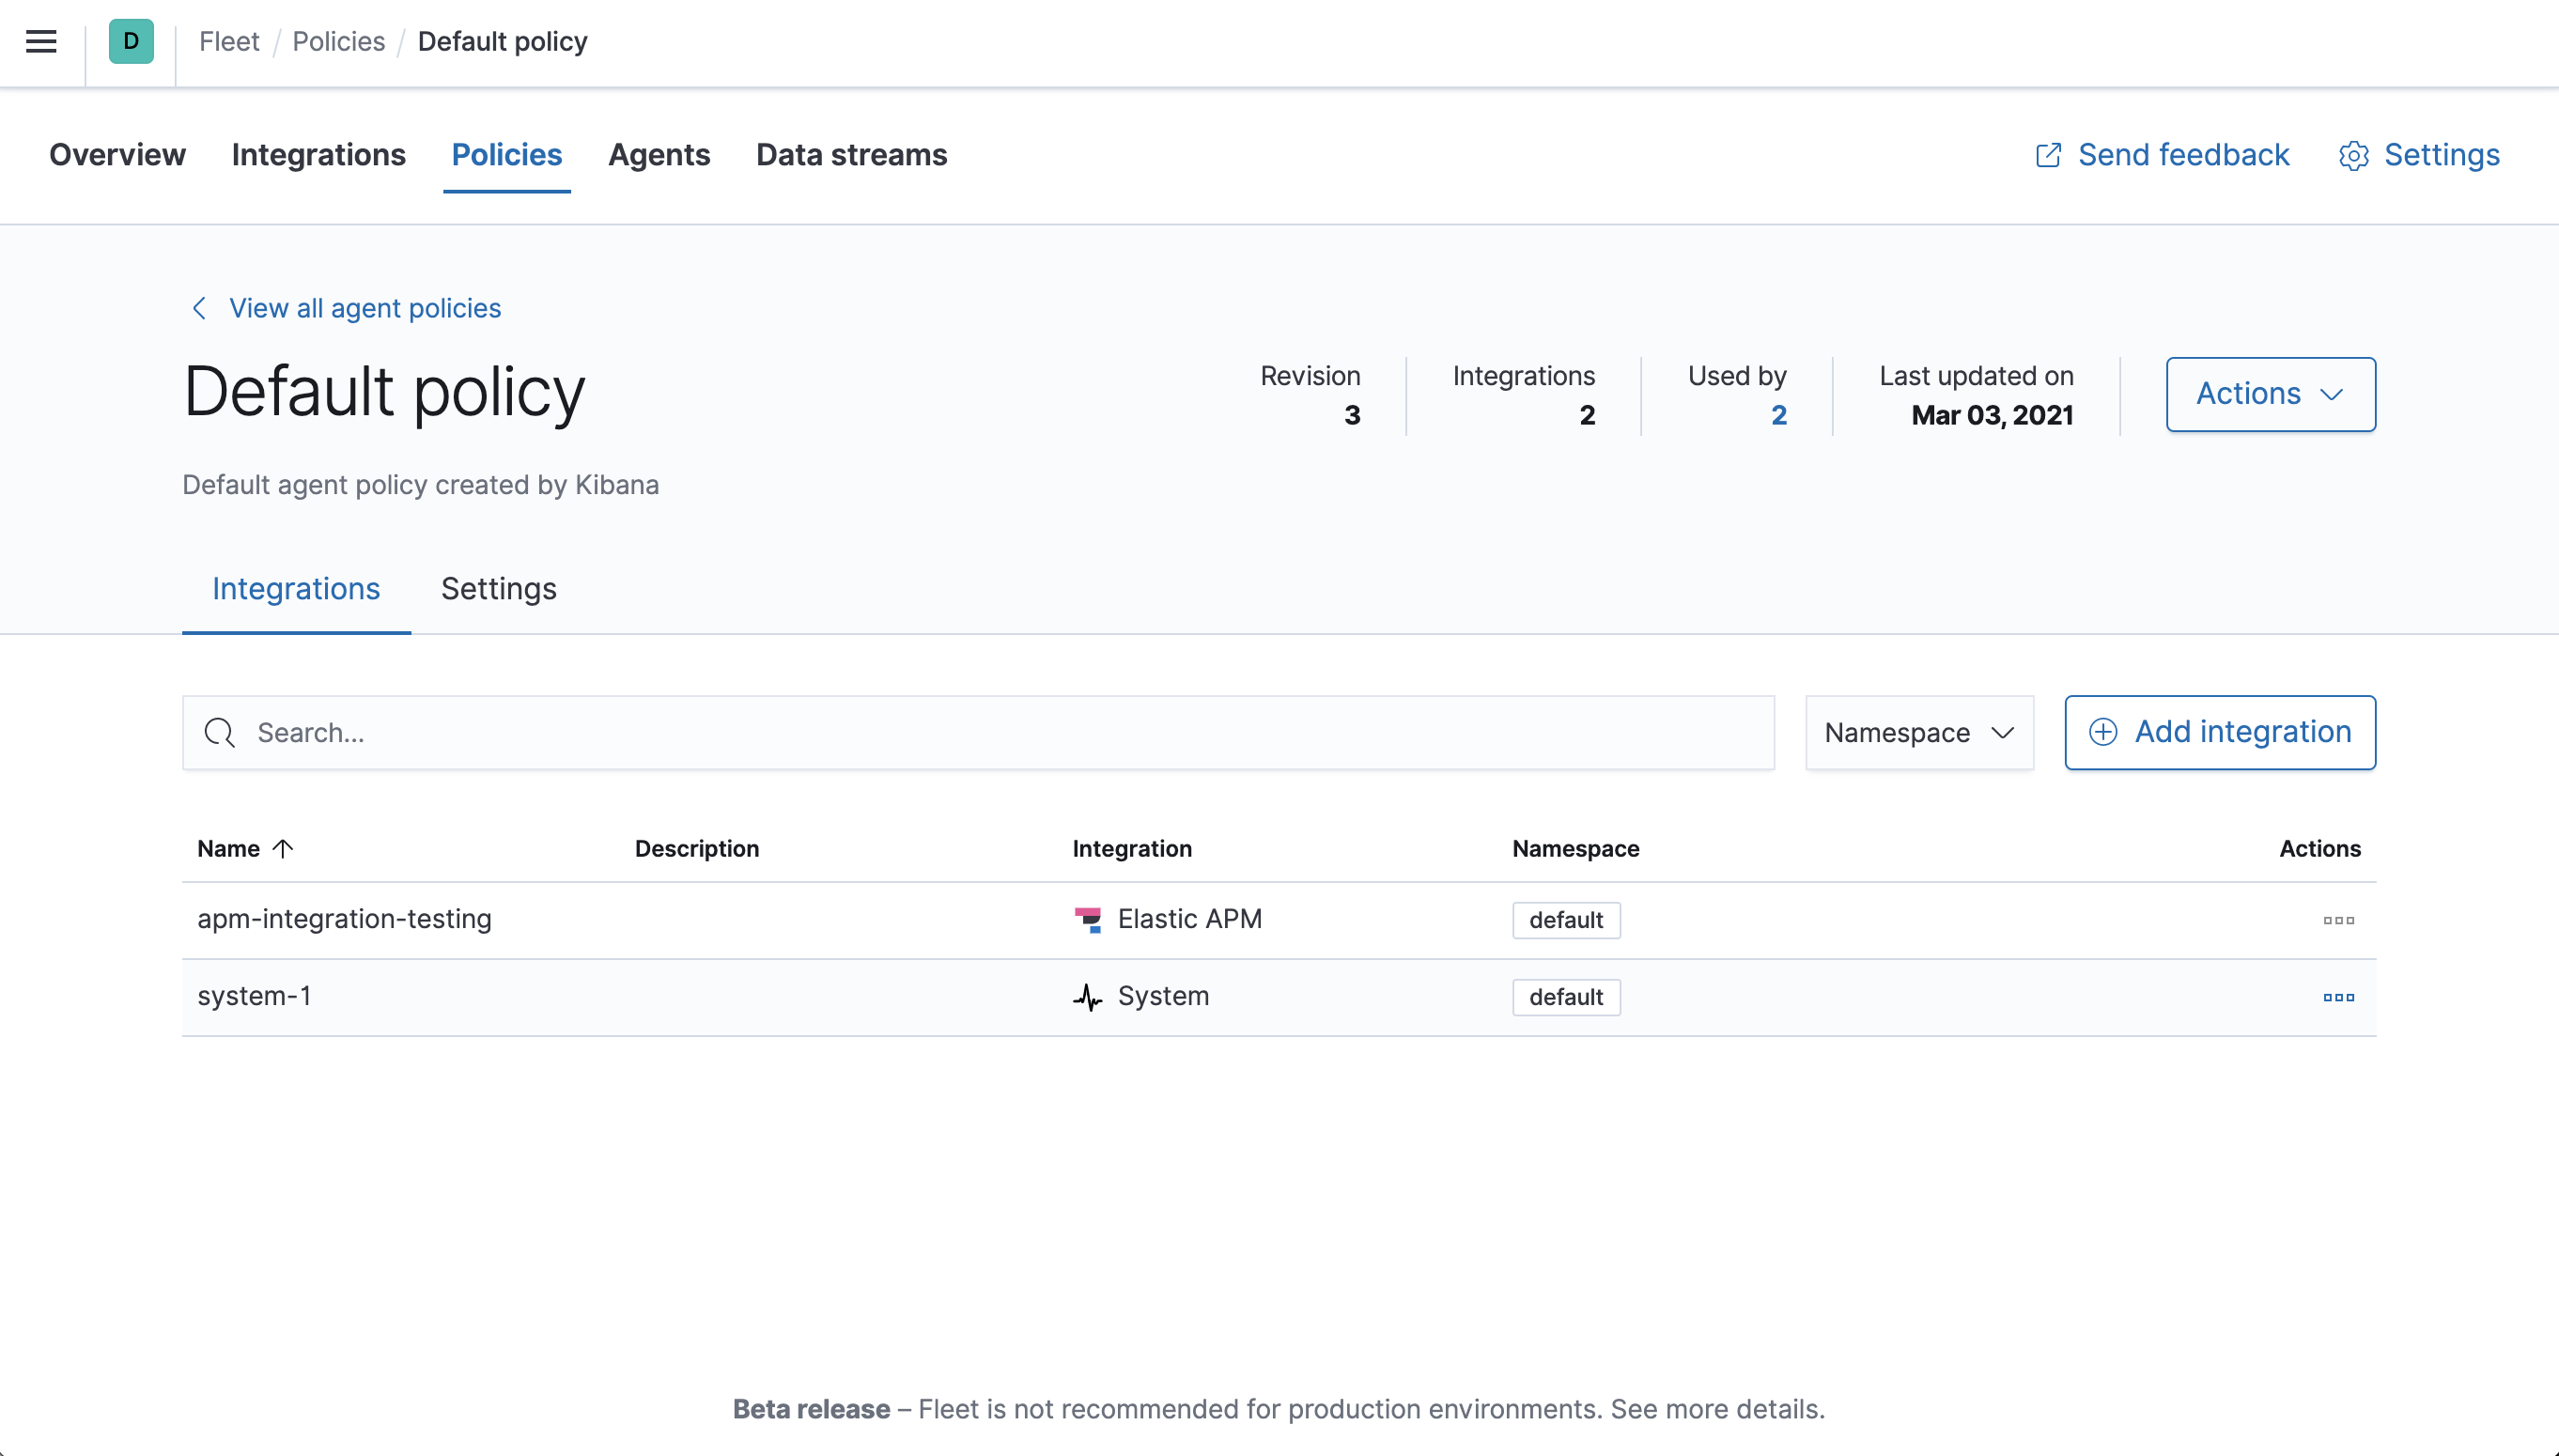 D
Fleet / Policies / Default policy
Overview Integrations Policies Agents Data streams Send feedback Settings
View all agent policies
Default policy
Revision Integrations Used by Last updated on Actions
3 2 2 Mar 03, 2021
Default agent policy created by Kibana
Integrations Settings
Search... Namespace Add integration
Name Description Integration Namespace Actions
apm-integration-testing Elastic APM default
system-1 System default
Beta release – Fleet is not recommended for production environments. See more details.